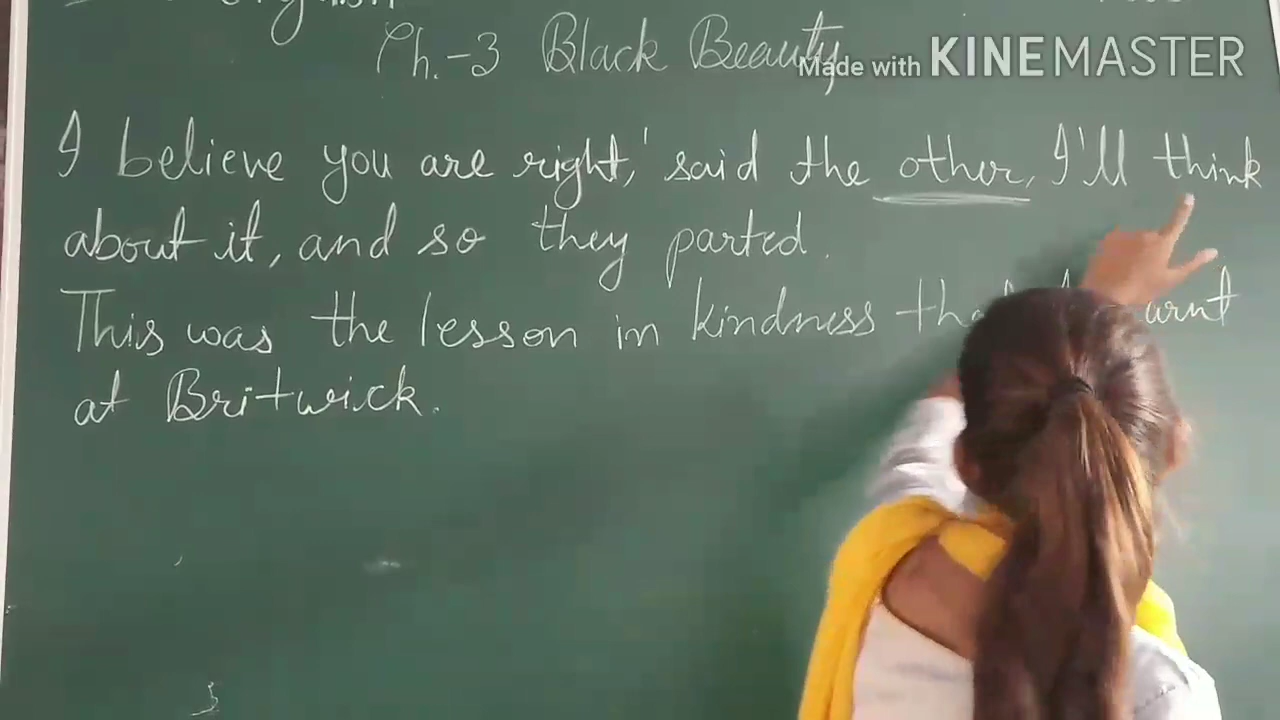 English
Ch.-3 Black Beauty
Made with KINEMASTER
I believe you are right,' said the other, I'll think
about it, and so they parted.
This was the lesson in kindness
at Britwick.